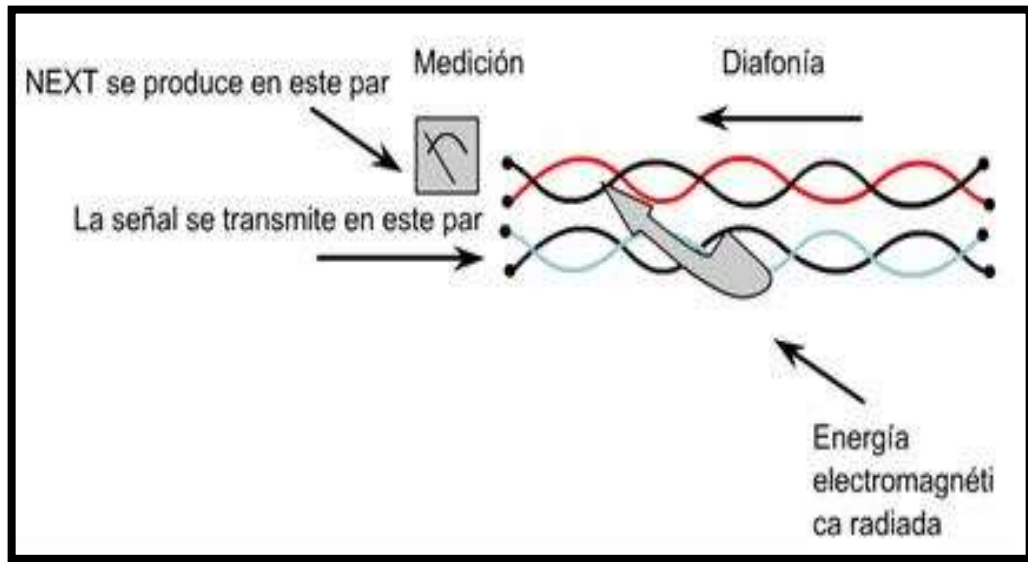 Medición
Diafonía
NEXT se produce en este par
La señal se transmite en este par
Energía
electromagnéti
ca radiada